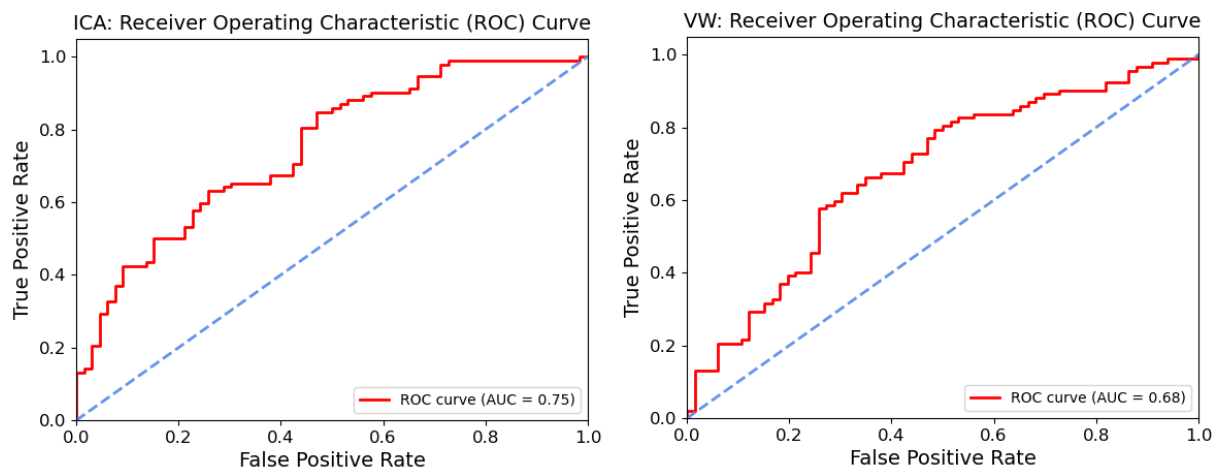 ICA: Receiver Operating Characteristic (ROC) Curve
1.0
0.8
0.6
0.4
0.2
0.0
True Positive Rate
ROC curve (AUC = 0.75)
0.0 0.2 0.4 0.6 0.8 1.0
False Positive Rate
VW: Receiver Operating Characteristic (ROC) Curve
1.0
0.8
0.6
0.4
0.2
0.0
True Positive Rate
ROC curve (AUC = 0.68)
0.0 0.2 0.4 0.6 0.8 1.0
False Positive Rate